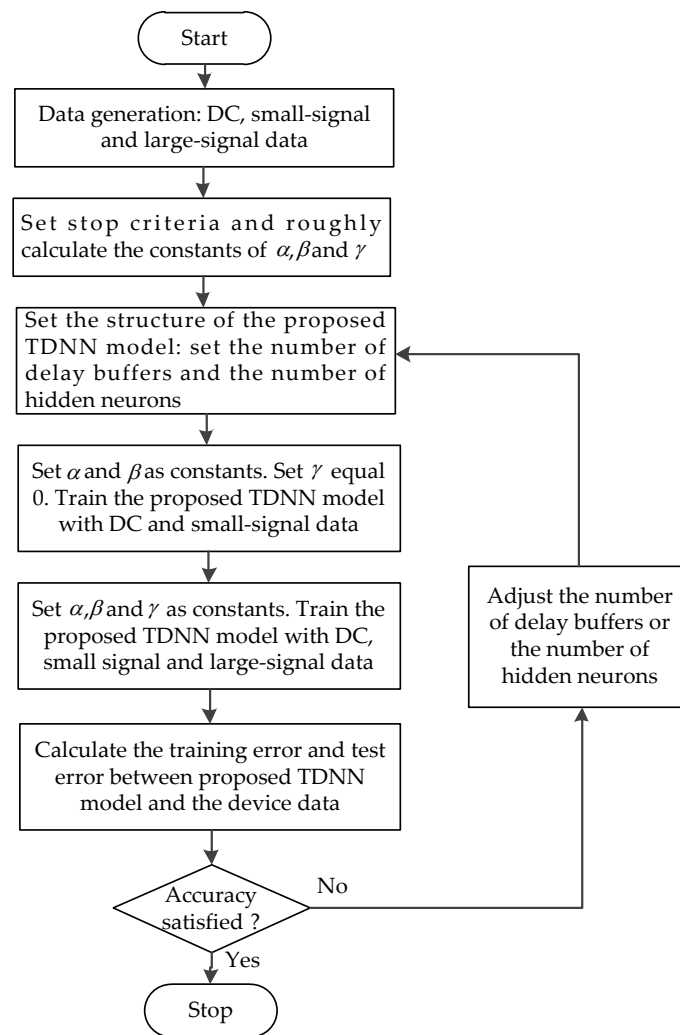 Start
Data generation: DC, small-signal
and large-signal data
Set stop criteria and roughly
calculate the constants of α,β and γ
Set the structure of the proposed
TDNN model: set the number of
delay buffers and the number of
hidden neurons
Set α and β as constants. Set γ equal
0. Train the proposed TDNN model
with DC and small-signal data
Set α,β and γ as constants. Train the
proposed TDNN model with DC,
small signal and large-signal data
Adjust the number
of delay buffers or
the number of
hidden neurons
Calculate the training error and test
error between proposed TDNN
model and the device data
Accuracy
satisfied ?
No
Yes
Stop